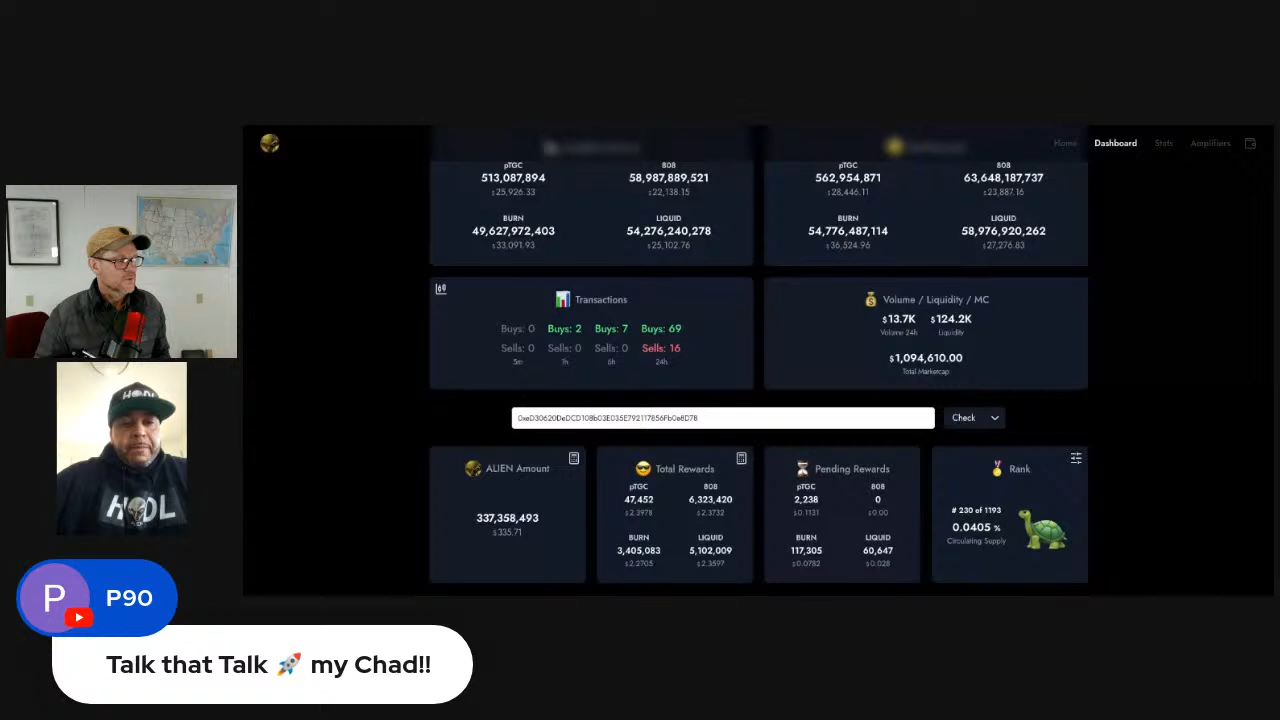 Home Dashboard Stats Amplifiers
pTGC 808 pTGC 808
513,087,894 58,987,889,521 562,954,871 63,648,187,737
$25,926.33 $22,138.15 $28,446.11 $23,887.16
BURN LIQUID BURN LIQUID
49,627,972,403 54,276,240,278 54,776,487,114 58,976,920,262
$33,091.93 $25,102.76 $36,524.96 $27,276.83
Transactions Volume / Liquidity / MC
Buys: 0 Buys: 2 Buys: 7 Buys: 69 $13.7K $124.2K
Sells: 0 Sells: 0 Sells: 0 Sells: 16 Volume 24h Liquidity
5m 1h 6h 24h $1,094,610.00
Total Marketcap
0xeD30620DeDCD108b03E035E792117856Fb0e8D78 Check
ALIEN Amount Total Rewards Pending Rewards Rank
pTGC 808 pTGC 808
47,452 6,323,420 2,238 0
$2.3978 $2.3732 $0.1131 $0.00
# 230 of 1193
337,358,493 0.0405 %
$335.71 Circulating Supply
BURN LIQUID BURN LIQUID
3,405,083 5,102,009 117,305 60,647
$2.2705 $2.3597 $0.0782 $0.028
HODL
HODL
P P90
Talk that Talk 🚀 my Chad!!